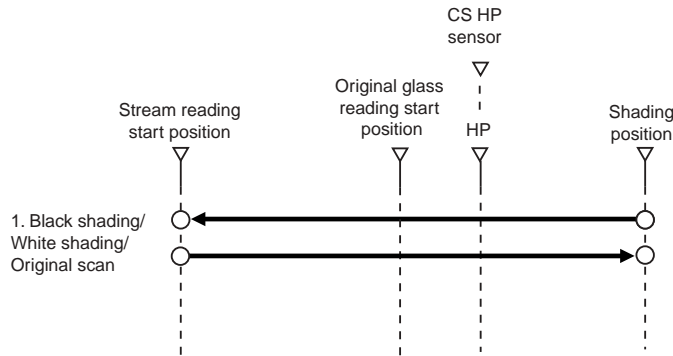 CS HP
sensor
Original glass
reading start
position
Stream reading
start position
HP
Shading
position
1. Black shading/
White shading/
Original scan